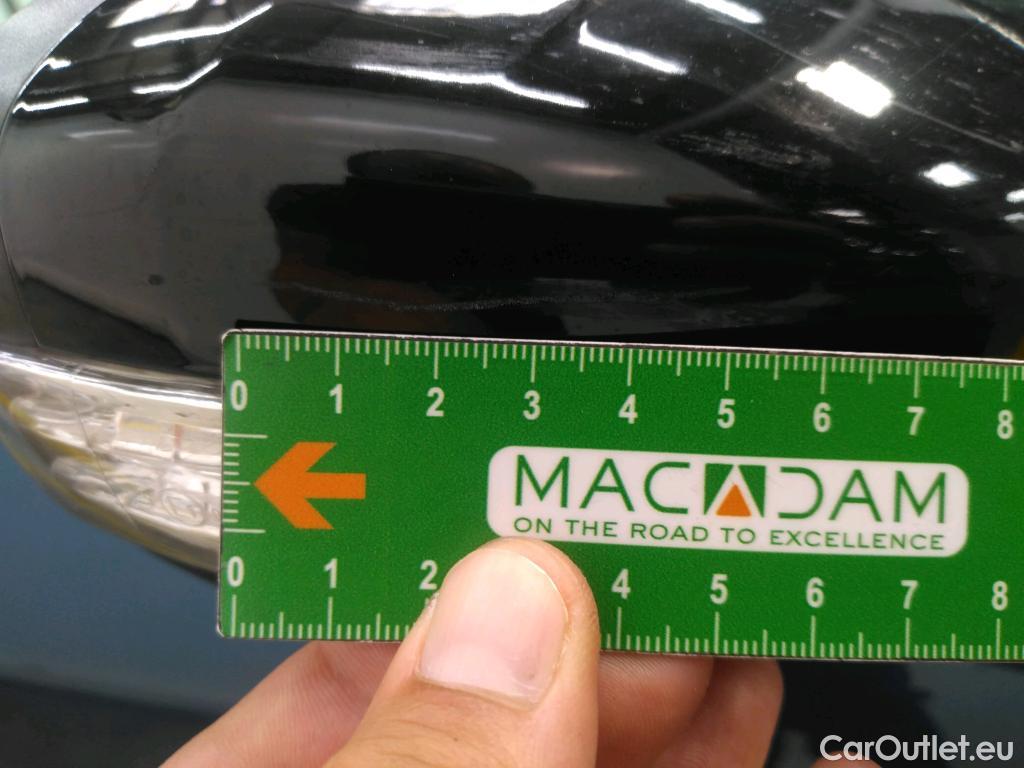 0 1 2 3 4 5 6 7 8
MACADAM
ON THE ROAD TO EXCELLENCE
0 1 2 4 5 6 7 8
CarOutlet.eu